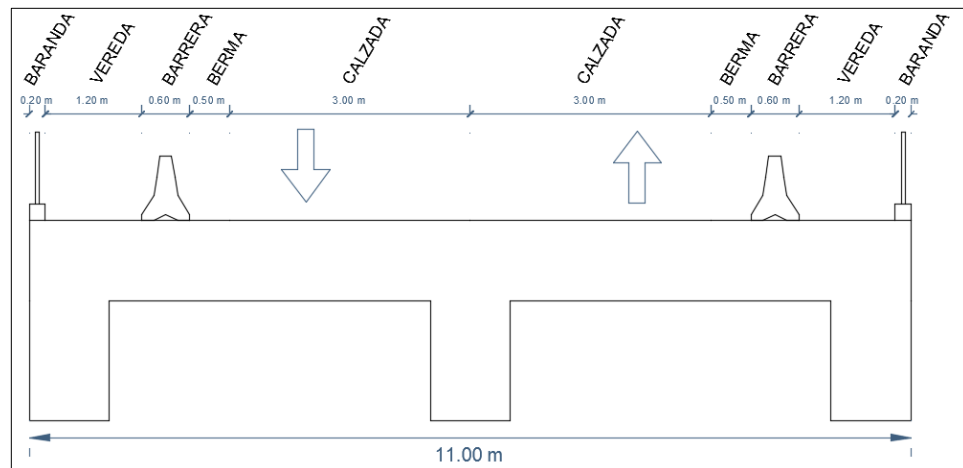 BARANDA
VEREDA
BARRERA
BERMA
CALZADA
CALZADA
BERMA
BARRERA
VEREDA
BARANDA
0.20 m 1.20 m 0.60 m 0.50 m 3.00 m 3.00 m 0.50 m 0.60 m 1.20 m 0.20 m
11.00 m